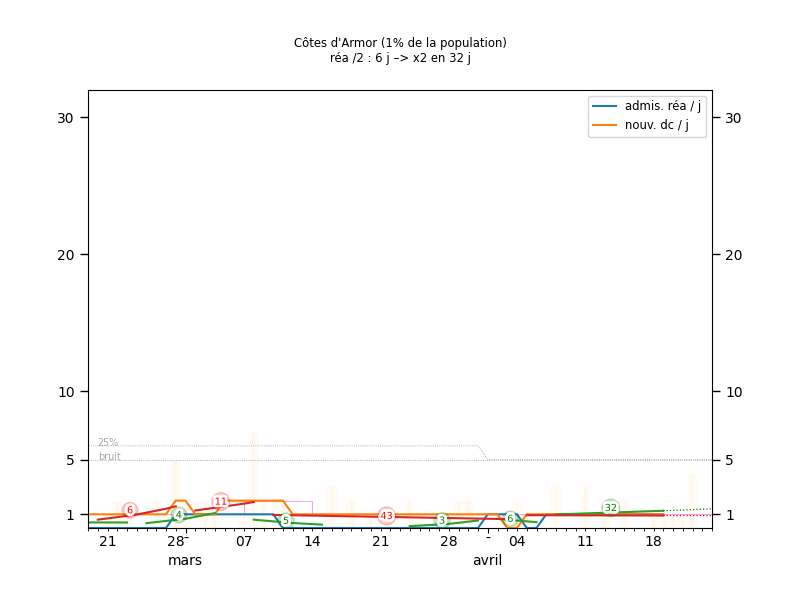 Côtes d'Armor (1% de la population)
réa /2 : 6 j –> x2 en 32 j
admis. réa / j
nouv. dc / j
30 30
20 20
10 10
25%
5 bruit 5
1 1
6 4 11 5 43 3 6 32
21 28 - 07 14 21 28 - 04 11 18
mars avril